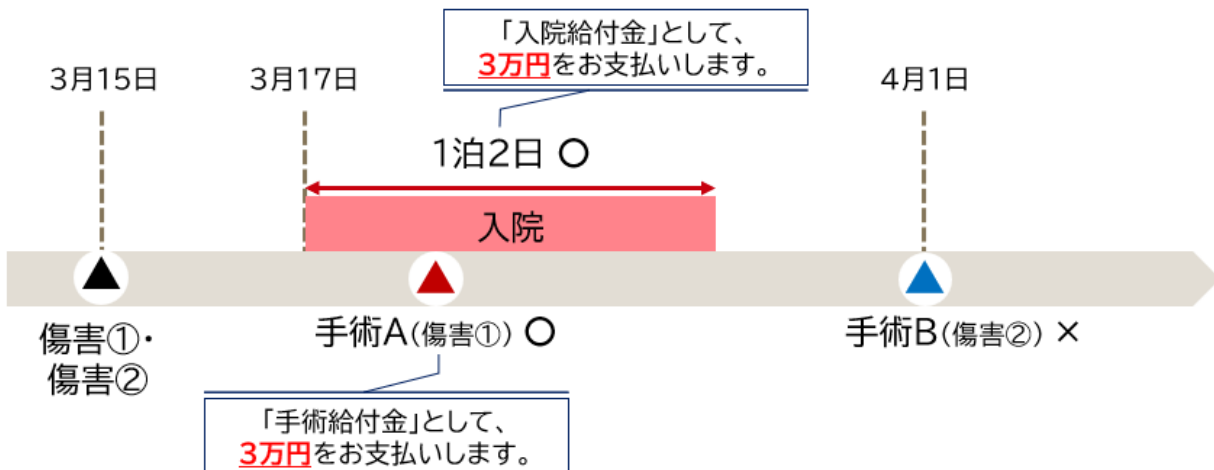 「入院給付金」として、
3万円をお支払いします。
3月15日
3月17日
4月1日
1泊2日 〇
入院
傷害①・
傷害②
手術A(傷害①) 〇
手術B(傷害②) ×
「手術給付金」として、
3万円をお支払いします。